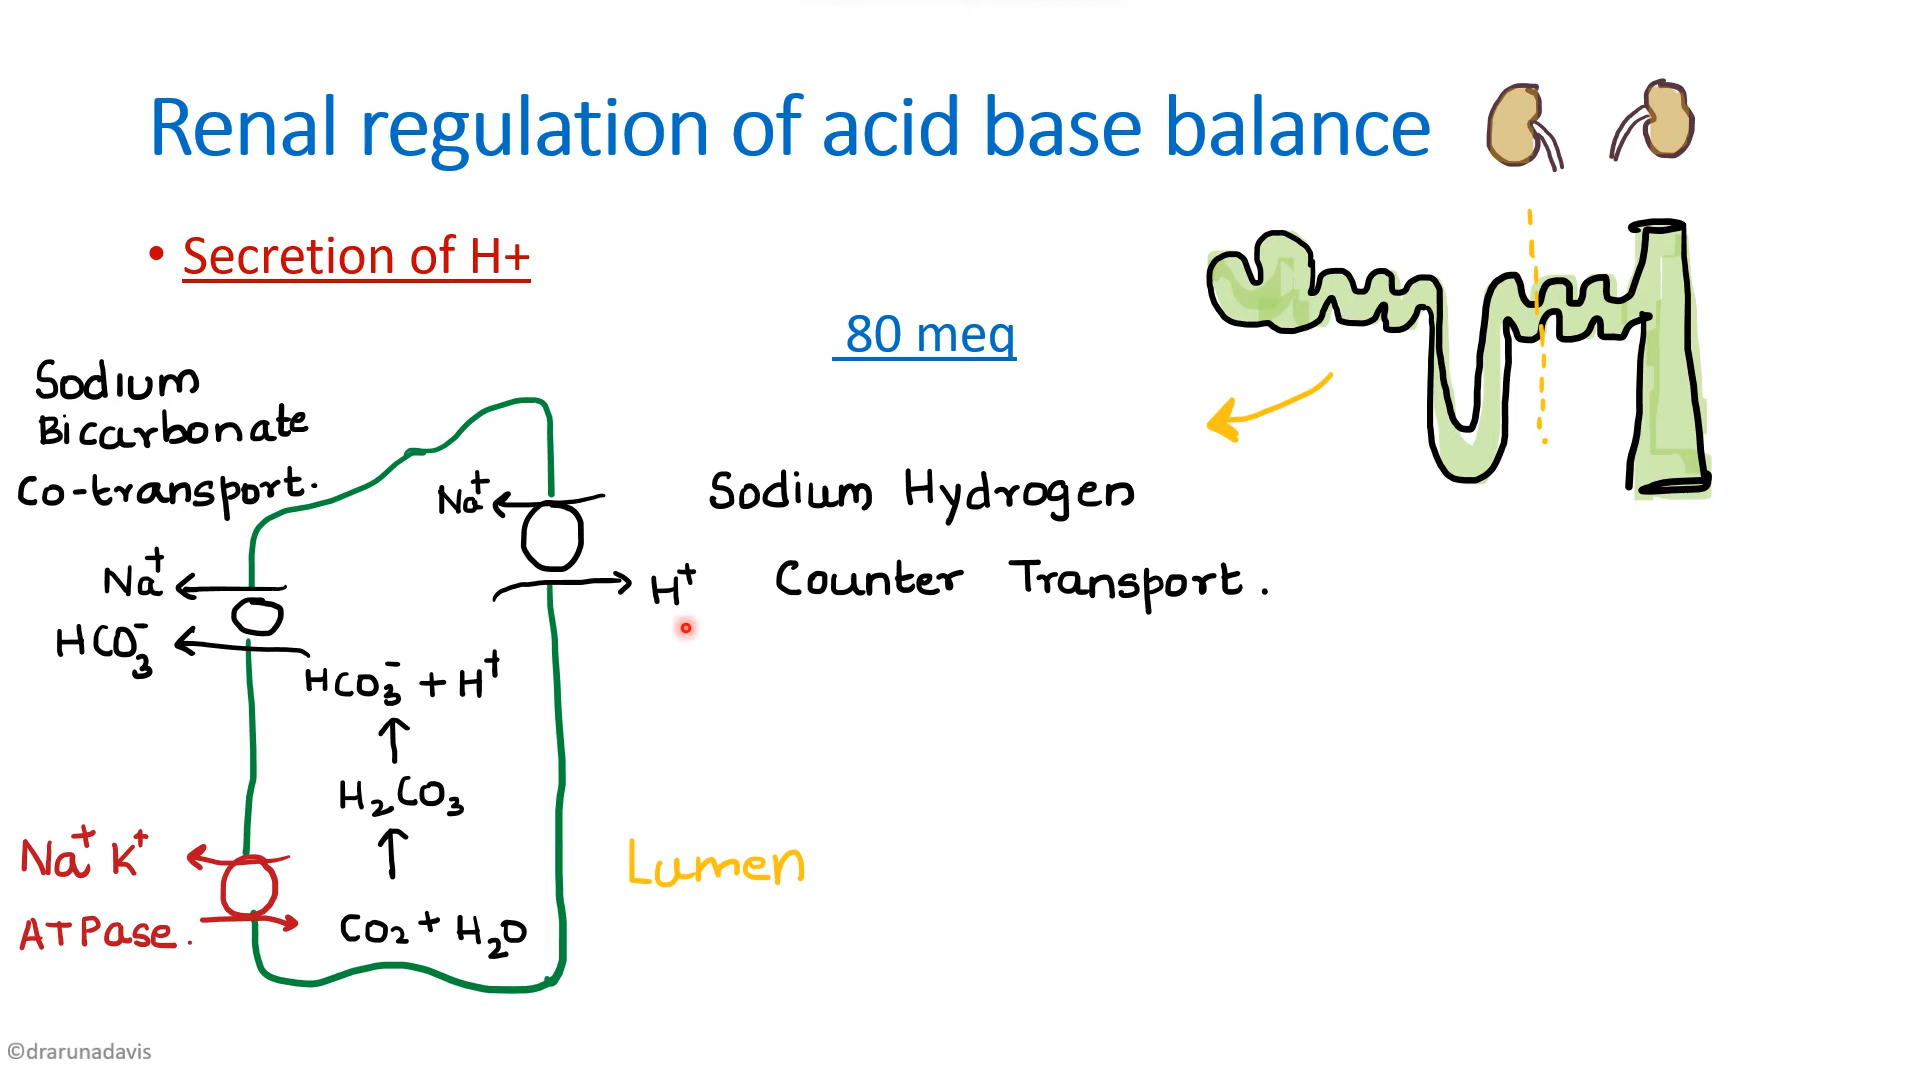 Renal regulation of acid base balance
• Secretion of H+
80 meq
Sodium
Bicarbonate
Co-transport.
Na⁺
Sodium Hydrogen
Counter Transport.
H⁺
Na⁺
HCO₃⁻
HCO₃⁻ + H⁺
H₂CO₃
Na⁺ K⁺
ATPase.
Lumen
CO₂ + H₂O
©drarunadavis